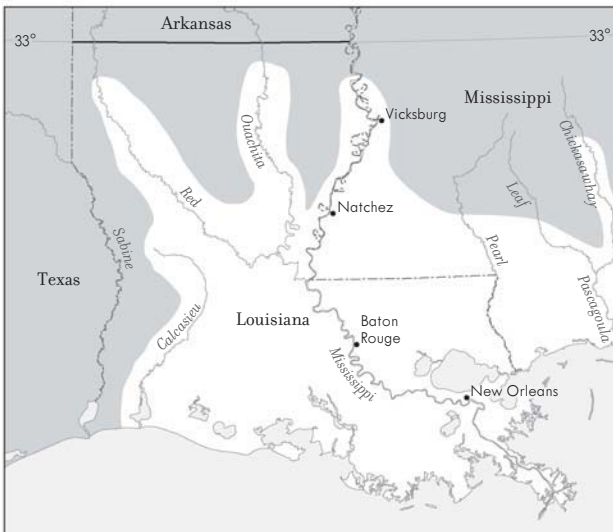 Arkansas
33°
33°
Mississippi
Vicksburg
Ouachita
Chickasawhay
Red
Leaf
Natchez
Sabine
Pearl
Texas
Pascagoula
Louisiana
Calcasieu
Baton
Rouge
Mississippi
New Orleans